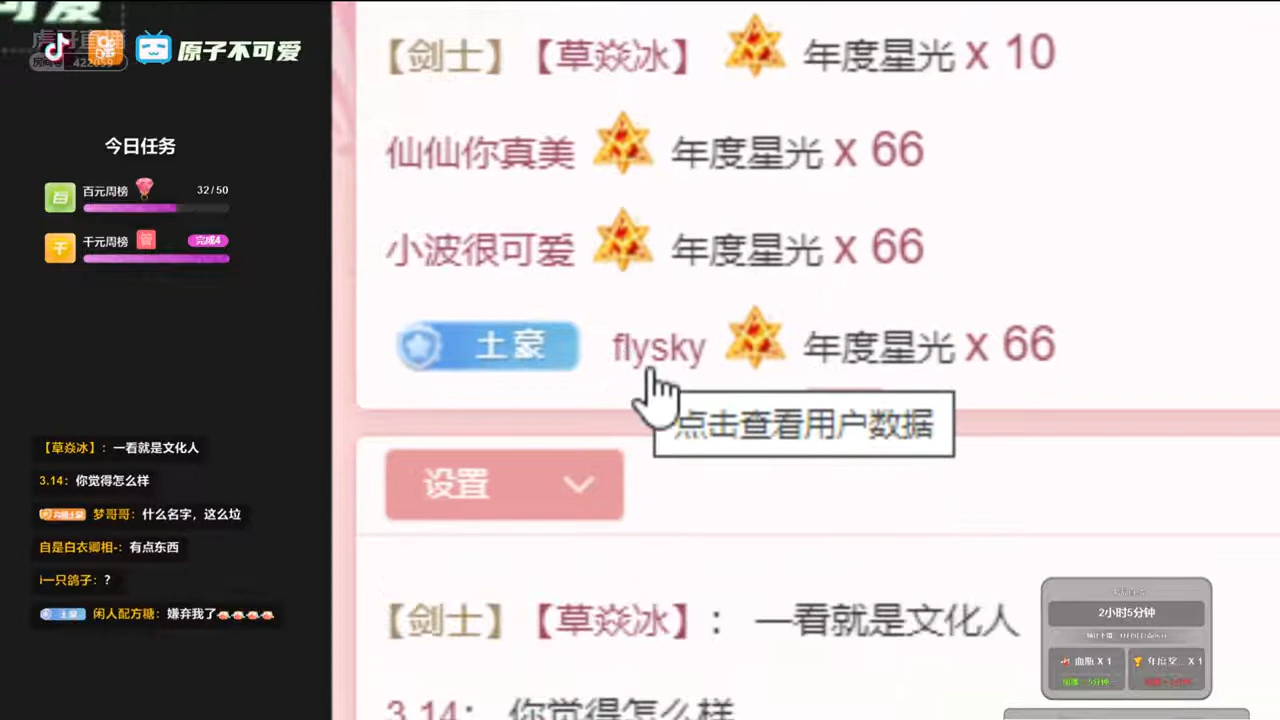 可爱
原子不可爱
422059
今日任务
百元周榜
32/50
千元周榜
完成4
【草焱冰】：一看就是文化人
3.14：你觉得怎么样
梦哥哥：什么名字，这么垃
自是白衣卿相-：有点东西
i一只鸽子：？
土豪 闲人配方糖：嫌弃我了
【剑士】【草焱冰】 年度星光 x 10
仙仙你真美 年度星光 x 66
小波很可爱 年度星光 x 66
土豪 flysky 年度星光 x 66
点击查看用户数据
设置
【剑士】【草焱冰】： 一看就是文化人
3.14： 你觉得怎么样
2小时5分钟
血瓶 X 1
年度奖... X 1